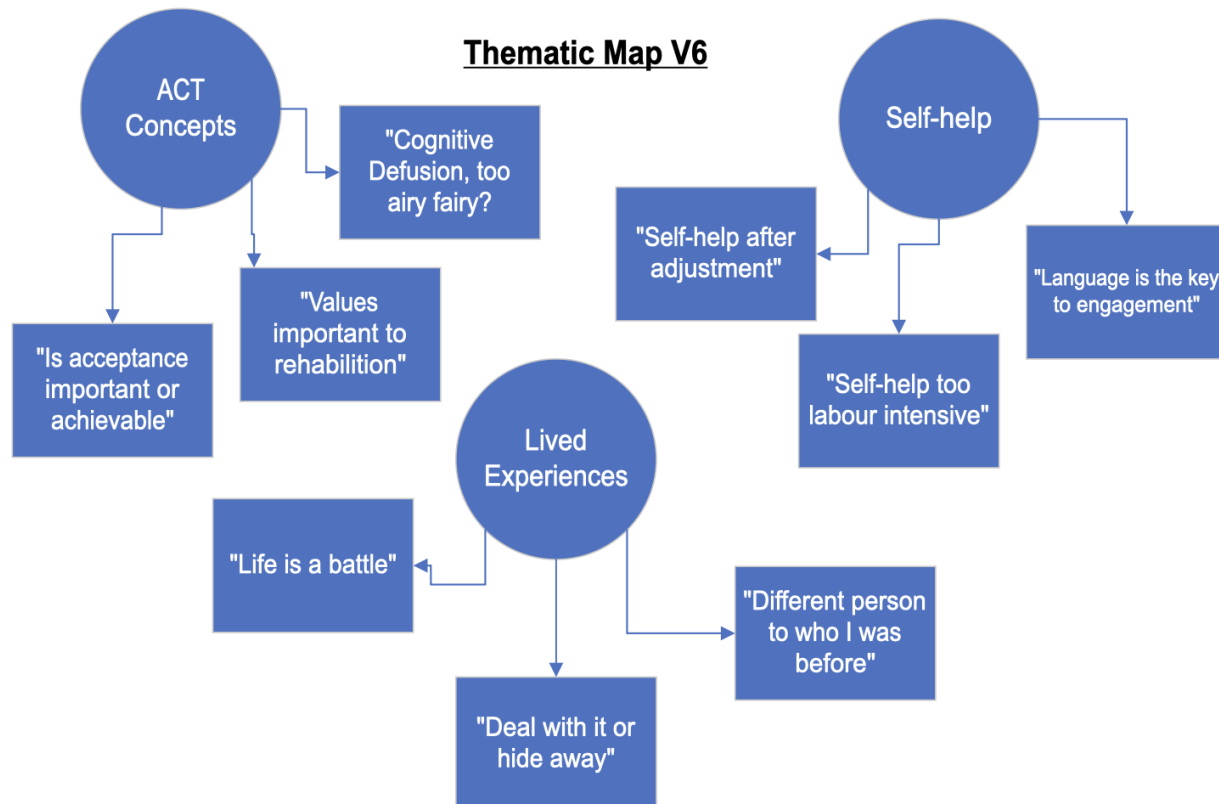 Thematic Map V6
ACT
Concepts
"Cognitive
Defusion, too
airy fairy?
"Values
important to
rehabilition"
"Is acceptance
important or
achievable"
Self-help
"Self-help after
adjustment"
"Self-help too
labour intensive"
"Language is the key
to engagement"
Lived
Experiences
"Life is a battle"
"Deal with it or
hide away"
"Different person
to who I was
before"